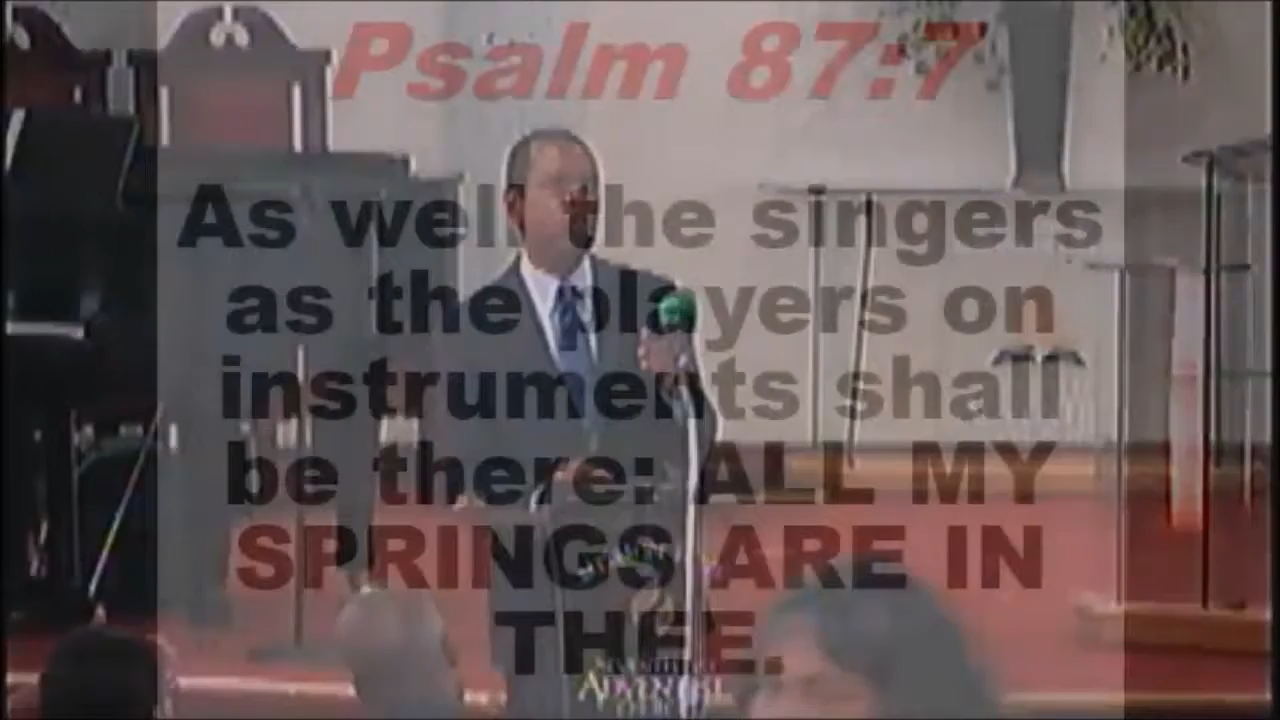 Psalm 87:7
As well the singers
as the players on
instruments shall
be there: ALL MY
SPRINGS ARE IN
THEE.